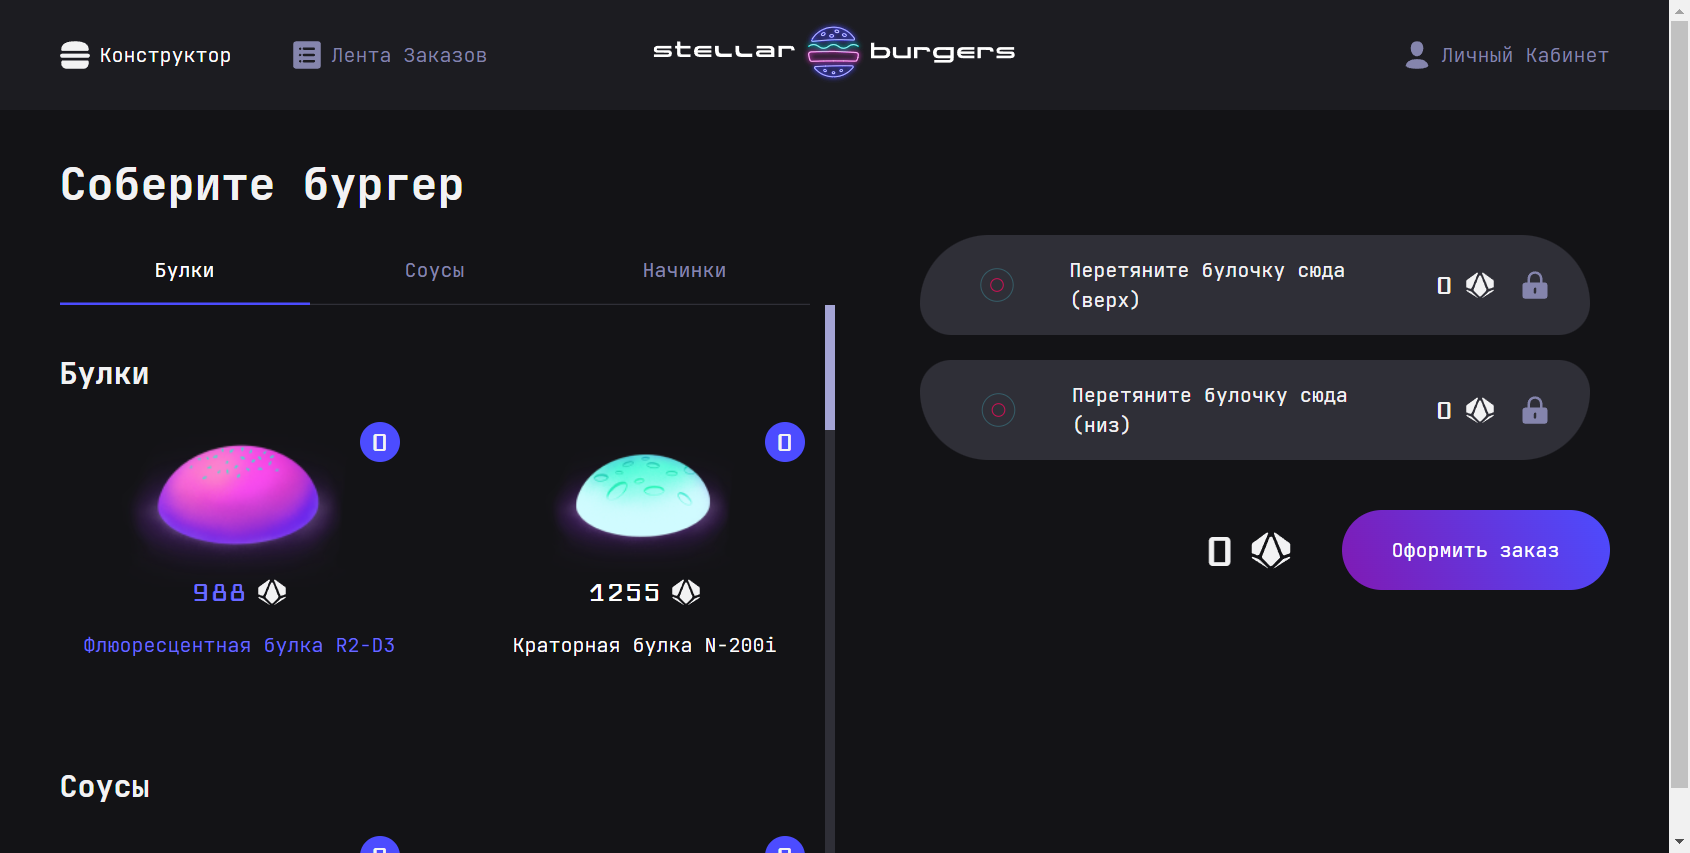 Конструктор
Лента Заказов
stellar burgers
Личный Кабинет
Соберите бургер
Булки
Соусы
Начинки
Булки
0
0
988
1255
Флюоресцентная булка R2-D3
Краторная булка N-200i
Соусы
Перетяните булочку сюда
(верх)
0
Перетяните булочку сюда
(низ)
0
0
Оформить заказ